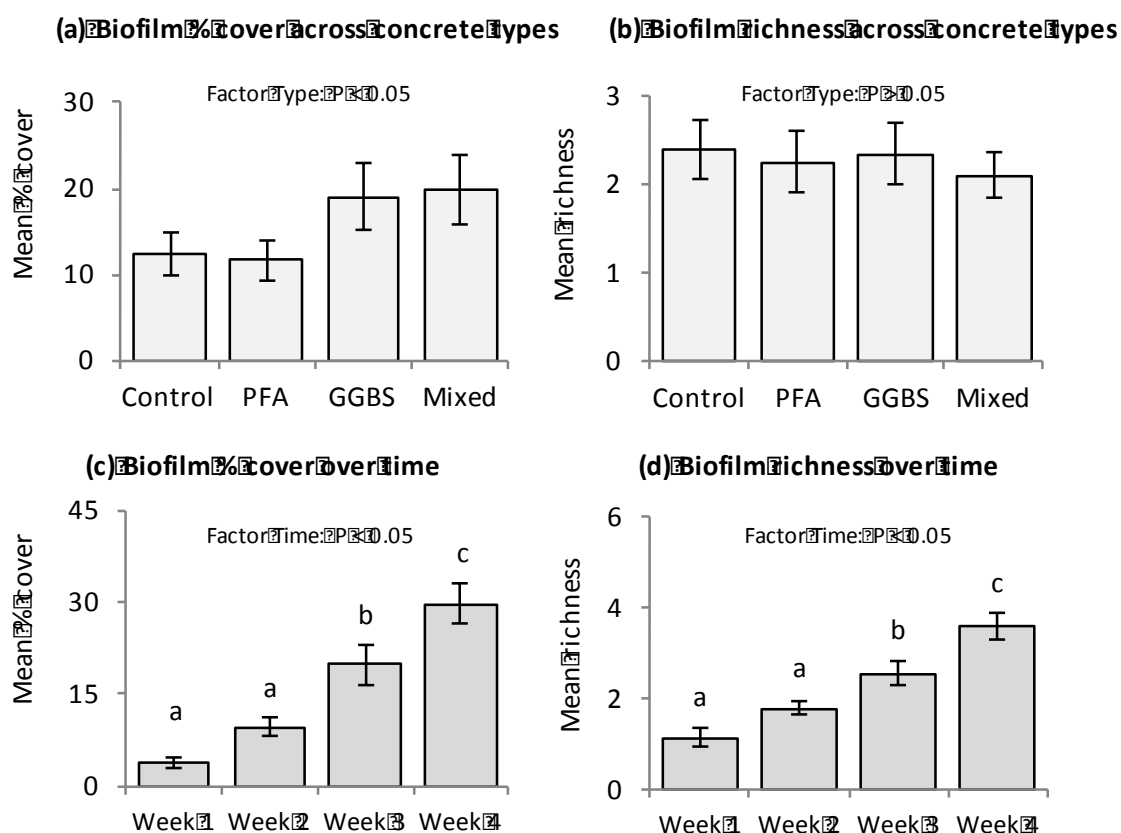 (a) Biofilm % cover across concrete types
Factor Type: P < 0.05
Mean % cover
30
20
10
0
Control PFA GGBS Mixed
(b) Biofilm richness across concrete types
Factor Type: P > 0.05
Mean richness
3
2
1
0
Control PFA GGBS Mixed
(c) Biofilm % cover over time
Factor Time: P < 0.05
Mean % cover
45
30
15
0
a
a
b
c
Week 1 Week 2 Week 3 Week 4
(d) Biofilm richness over time
Factor Time: P < 0.05
Mean richness
6
4
2
0
a
a
b
c
Week 1 Week 2 Week 3 Week 4